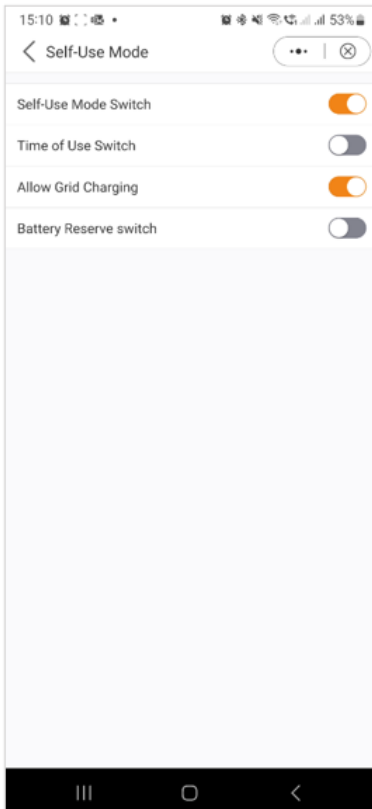 15:10 53%
Self-Use Mode
Self-Use Mode Switch
Time of Use Switch
Allow Grid Charging
Battery Reserve switch